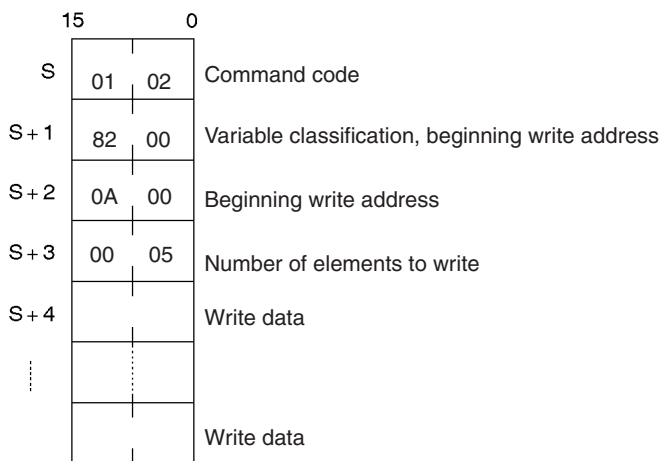 15 0
S 01 02 Command code
S+1 82 00 Variable classification, beginning write address
S+2 0A 00 Beginning write address
S+3 00 05 Number of elements to write
S+4 Write data
Write data